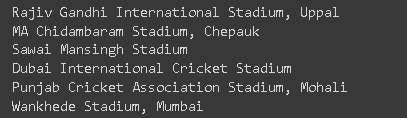 Rajiv Gandhi International Stadium, Uppal
MA Chidambaram Stadium, Chepauk
Sawai Mansingh Stadium
Dubai International Cricket Stadium
Punjab Cricket Association Stadium, Mohali
Wankhede Stadium, Mumbai